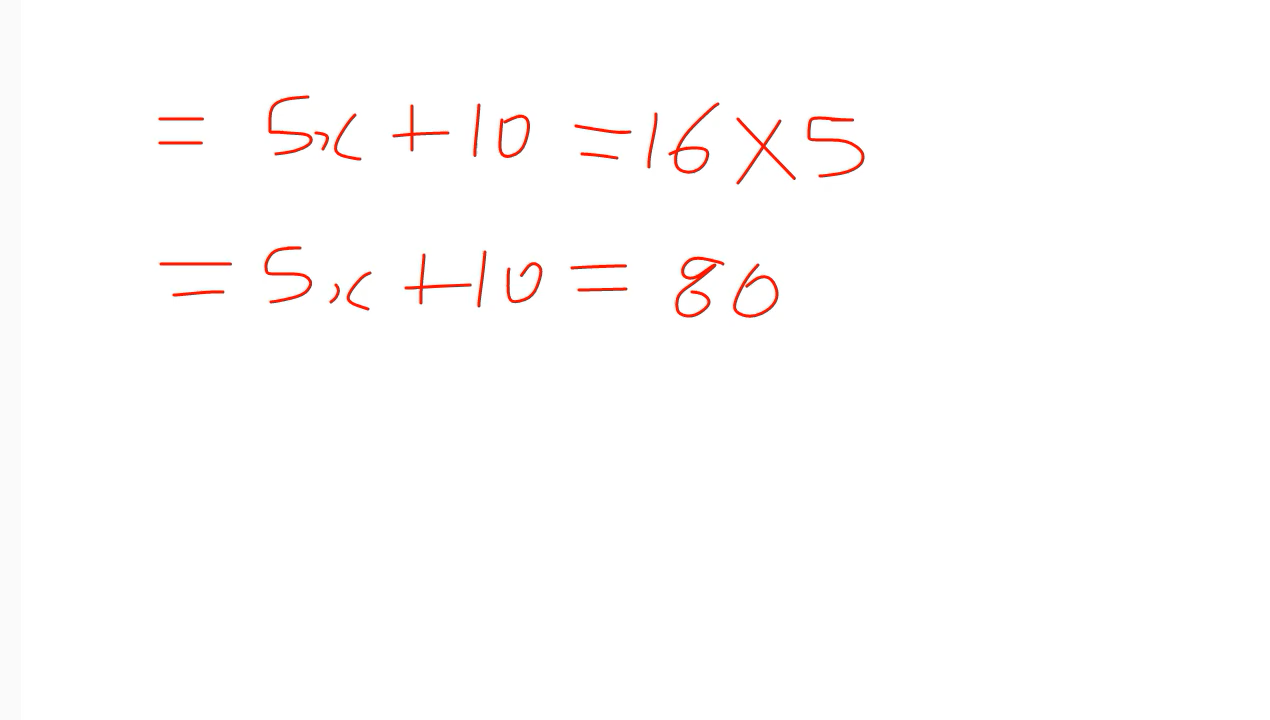 = 5x + 10 = 16 × 5
= 5x + 10 = 80